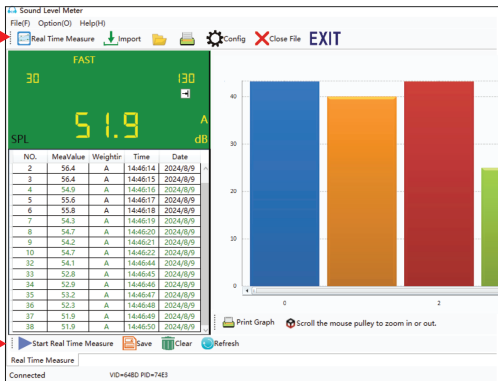 Sound Level Meter
File(F) Option(O) Help(H)
Real Time Measure Import Config Close File EXIT
FAST
30 130
A
51.9
SPL dB
NO. MeaValue Weightin Time Date
2 56.4 A 14:46:14 2024/8/9
3 56.4 A 14:46:15 2024/8/9
4 54.9 A 14:46:16 2024/8/9
5 55.6 A 14:46:17 2024/8/9
6 55.8 A 14:46:18 2024/8/9
7 54.3 A 14:46:19 2024/8/9
8 54.7 A 14:46:20 2024/8/9
9 54.2 A 14:46:21 2024/8/9
10 54.7 A 14:46:22 2024/8/9
32 54.1 A 14:46:44 2024/8/9
33 52.8 A 14:46:45 2024/8/9
34 52.9 A 14:46:46 2024/8/9
35 53.2 A 14:46:47 2024/8/9
36 52.3 A 14:46:48 2024/8/9
37 51.9 A 14:46:49 2024/8/9
38 51.9 A 14:46:50 2024/8/9
40
30
20
10
0
0 2
Print Graph Scroll the mouse pulley to zoom in or out.
Start Real Time Measure Save Clear Refresh
Real Time Measure
Connected VID=64BD PID=74E3